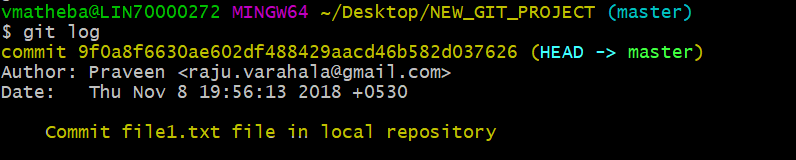 vmatheba@LIN70000272 MINGW64 ~/Desktop/NEW_GIT_PROJECT (master)
$ git log
commit 9f0a8f6630ae602df488429aacd46b582d037626 (HEAD -> master)
Author: Praveen <raju.varahala@gmail.com>
Date:   Thu Nov 8 19:56:13 2018 +0530
    Commit file1.txt file in local repository